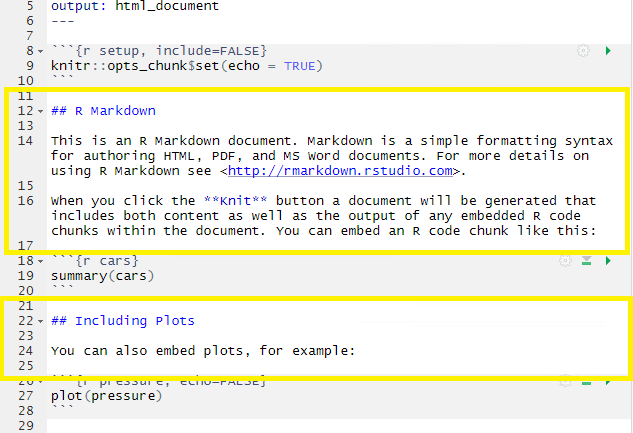 5 output: html_document
6 ---
7
8 ```{r setup, include=FALSE}
9 knitr::opts_chunk$set(echo = TRUE)
10 ```
11
12 ## R Markdown
13
14 This is an R Markdown document. Markdown is a simple formatting syntax
for authoring HTML, PDF, and MS Word documents. For more details on
using R Markdown see <http://rmarkdown.rstudio.com>.
15
16 When you click the **Knit** button a document will be generated that
includes both content as well as the output of any embedded R code
chunks within the document. You can embed an R code chunk like this:
17
18 ```{r cars}
19 summary(cars)
20 ```
21
22 ## Including Plots
23
24 You can also embed plots, for example:
25
26 ```{r pressure, echo=FALSE}
27 plot(pressure)
28 ```
29